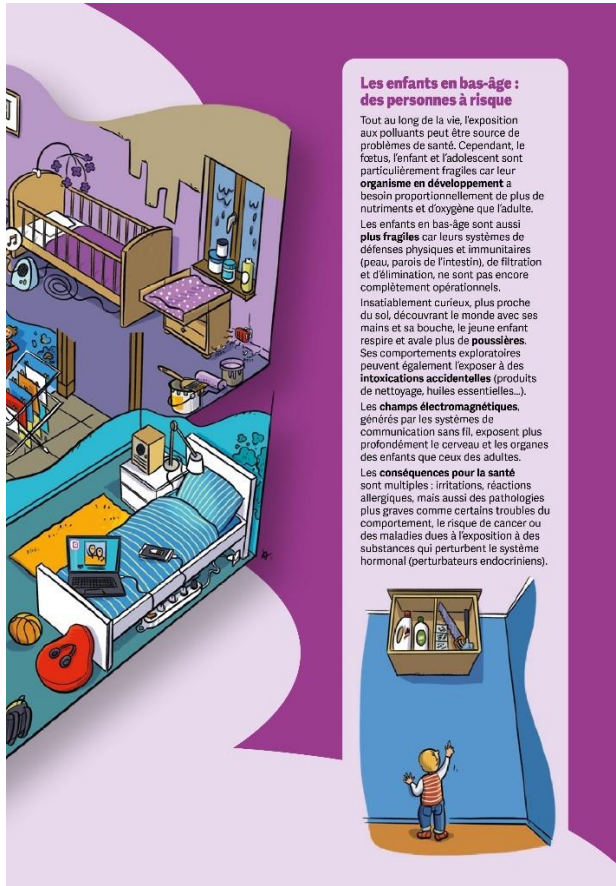 Les enfants en bas-âge :
des personnes à risque
Tout au long de la vie, l'exposition
aux polluants peut être source de
problèmes de santé. Cependant, le
fœtus, l'enfant et l'adolescent sont
particulièrement fragiles car leur
organisme en développement a
besoin proportionnellement de plus de
nutriments et d'oxygène que l'adulte.
Les enfants en bas-âge sont aussi
plus fragiles car leurs systèmes de
défenses physiques et immunitaires
(peau, parois de l'intestin), de filtration
et d'élimination, ne sont pas encore
complètement opérationnels.
Insatiablement curieux, plus proche
du sol, découvrant le monde avec ses
mains et sa bouche, le jeune enfant
respire et avale plus de poussières.
Ses comportements exploratoires
peuvent également l'exposer à des
intoxications accidentelles (produits
de nettoyage, huiles essentielles...).
Les champs électromagnétiques,
générés par les systèmes de
communication sans fil, exposent plus
profondément le cerveau et les organes
des enfants que ceux des adultes.
Les conséquences pour la santé
sont multiples : irritations, réactions
allergiques, mais aussi des pathologies
plus graves comme certains troubles du
comportement, le risque de cancer ou
des maladies dues à l'exposition à des
substances qui perturbent le système
hormonal (perturbateurs endocriniens).